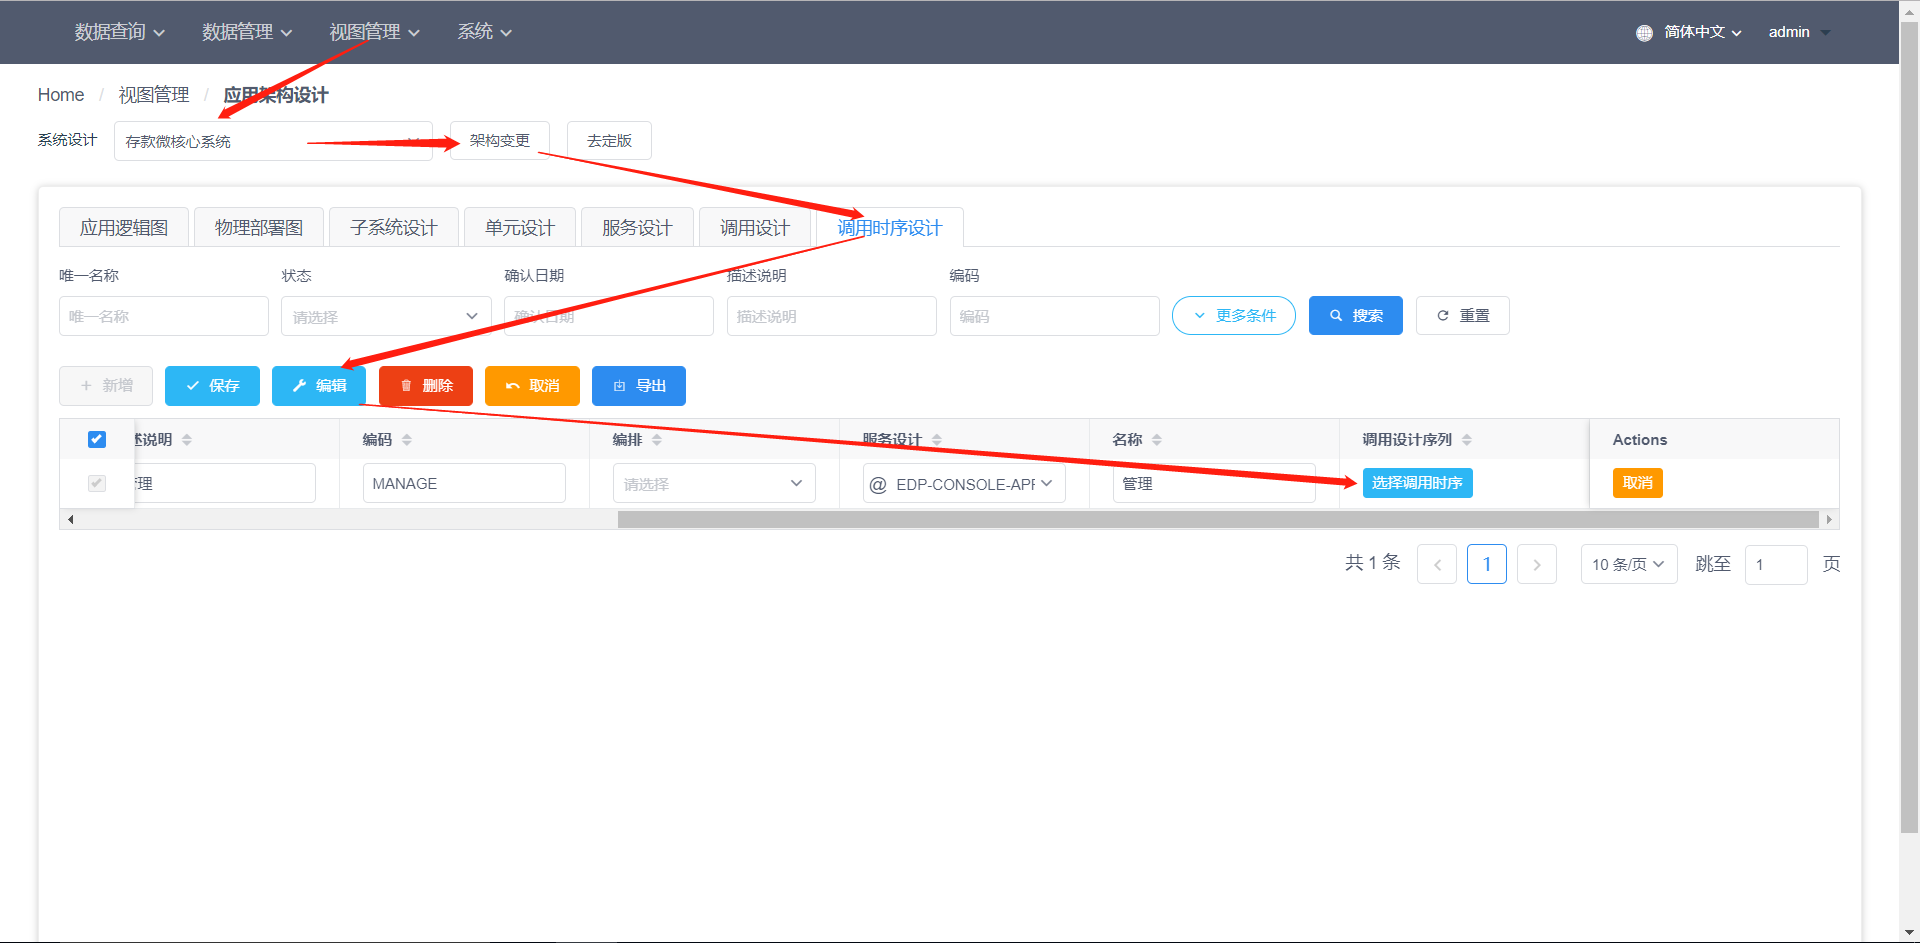 数据查询 数据管理 视图管理 系统 简体中文 admin
Home / 视图管理 / 应用架构设计
系统设计 存款微核心系统 架构变更 去定版
应用逻辑图 物理部署图 子系统设计 单元设计 服务设计 调用设计 调用时序设计
唯一名称 状态 确认日期 描述说明 编码
唯一名称 请选择 确认日期 描述说明 编码 更多条件 搜索 重置
新增 保存 编辑 删除 取消 导出
述说明 编码 编排 服务设计 名称 调用设计序列 Actions
理 MANAGE 请选择 @ EDP-CONSOLE-APP 管理 选择调用时序 取消
共 1 条 1 10 条/页 跳至 1 页